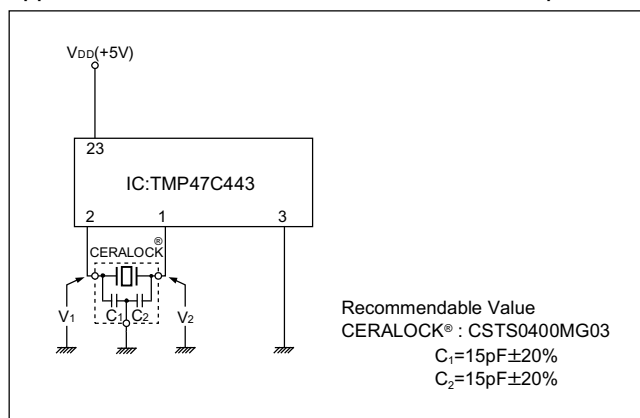 VDD(+5V)
23
IC:TMP47C443
2 1 3
CERALOCK®
V1 C1 C2 V2
Recommendable Value
CERALOCK® : CSTS0400MG03
C1=15pF±20%
C2=15pF±20%